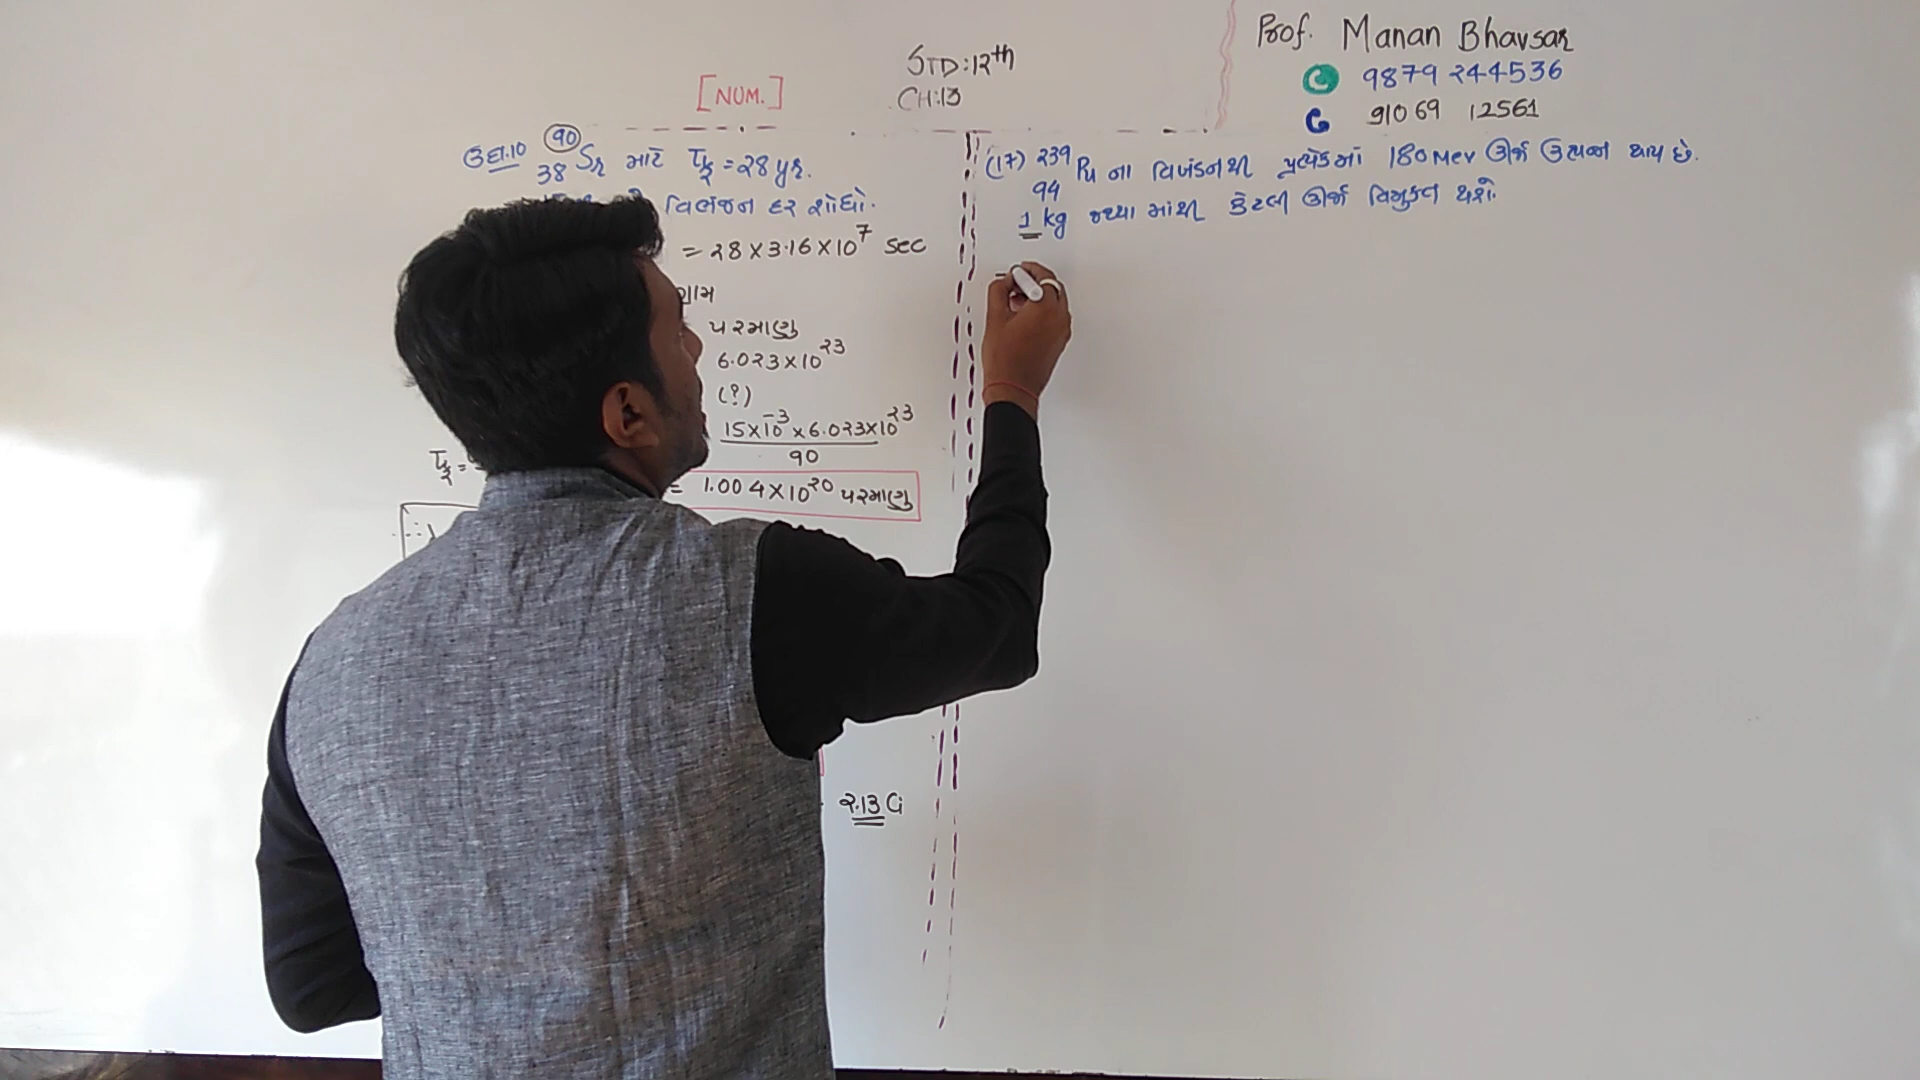 [NUM.]
STD:12th
CH:13
Prof. Manan Bhavsar
9879 244536
91069 12561
ઉદા.10 90 38 Sr માટે T½ = 28 yr.
વિભંજન દર શોધો.
= 28 × 3.16 × 10⁷ sec
ગ્રામ
પરમાણુ
6.023 × 10²³
(?)
15 × 10⁻³ × 6.023 × 10²³
90
T½ =
= 1.004 × 10²⁰ પરમાણુ
∴ λ
2.13 Ci
(17) 239 94 Pu ના વિખંડનથી પ્રત્યેકમાં 180 Mev ઊર્જા ઉત્પન્ન થાય છે.
1 kg જથ્થા માંથી કેટલી ઊર્જા વિમુક્ત થશે.